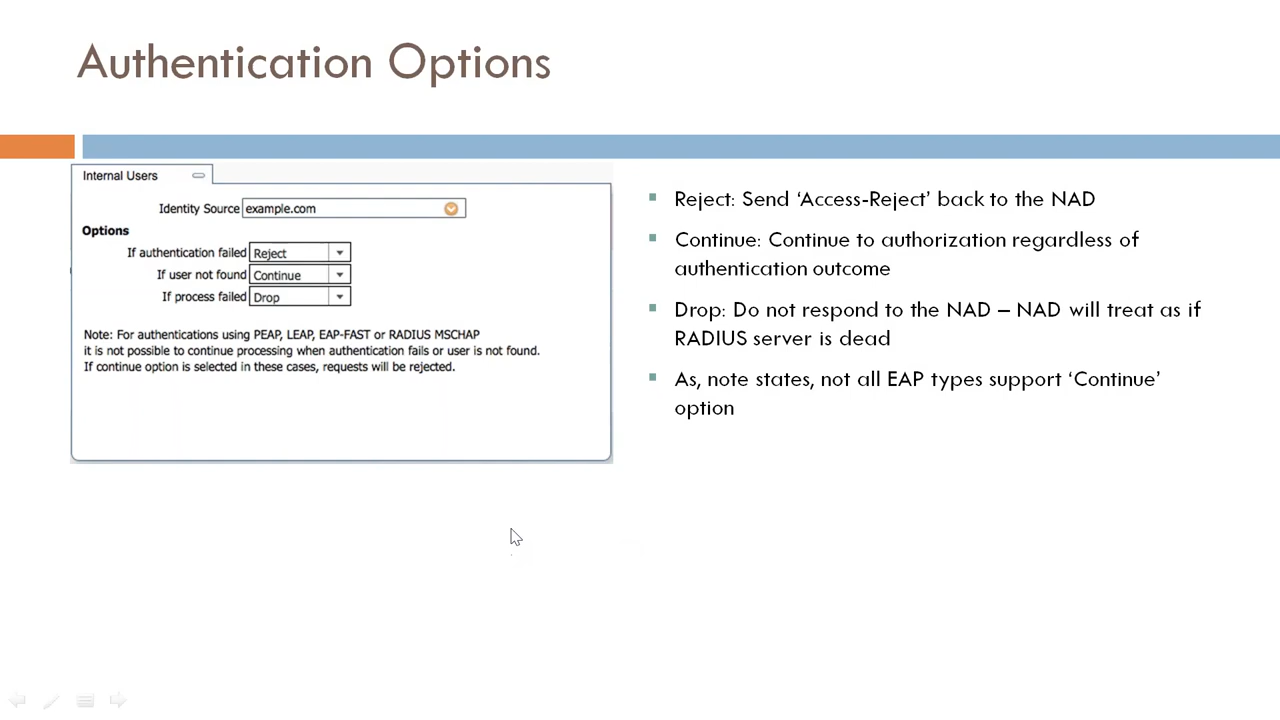 Authentication Options
Internal Users
Identity Source example.com
Options
If authentication failed Reject
If user not found Continue
If process failed Drop
Note: For authentications using PEAP, LEAP, EAP-FAST or RADIUS MSCHAP
it is not possible to continue processing when authentication fails or user is not found.
If continue option is selected in these cases, requests will be rejected.
Reject: Send ‘Access-Reject’ back to the NAD
Continue: Continue to authorization regardless of
authentication outcome
Drop: Do not respond to the NAD – NAD will treat as if
RADIUS server is dead
As, note states, not all EAP types support ‘Continue’
option